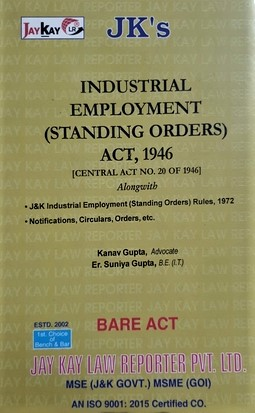 JAYKAY LR
JK's
INDUSTRIAL
EMPLOYMENT
(STANDING ORDERS)
ACT, 1946
[CENTRAL ACT NO. 20 OF 1946]
Alongwith
• J&K Industrial Employment (Standing Orders) Rules, 1972
• Notifications, Circulars, Orders, etc.
Kanav Gupta, Advocate
Er. Suniya Gupta, B.E. (I.T.)
ESTD. 2002
1st. Choice
of
Bench & Bar
BARE ACT
JAY KAY LAW REPORTER PVT. LTD.
MSE (J&K GOVT.) MSME (GOI)
AN ISO 9001: 2015 Certified CO.